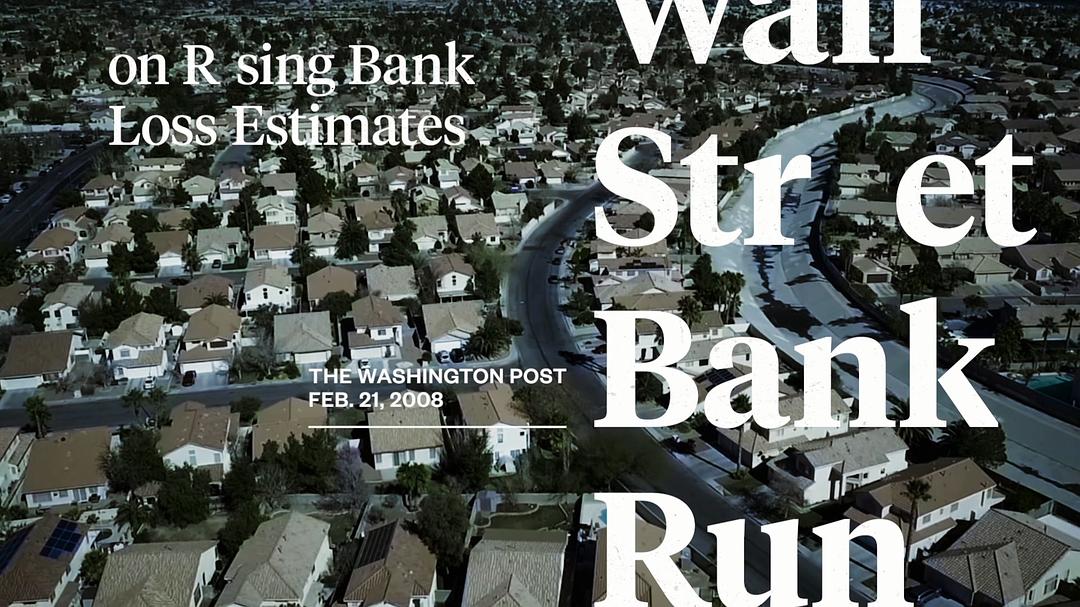 on R sing Bank
Loss Estimates
THE WASHINGTON POST
FEB. 21, 2008
Wall
Str et
Bank
Run